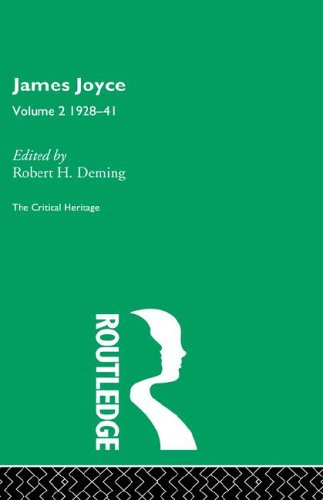 James Joyce
Volume 2 1928–41
Edited by
Robert H. Deming
The Critical Heritage
ROUTLEDGE